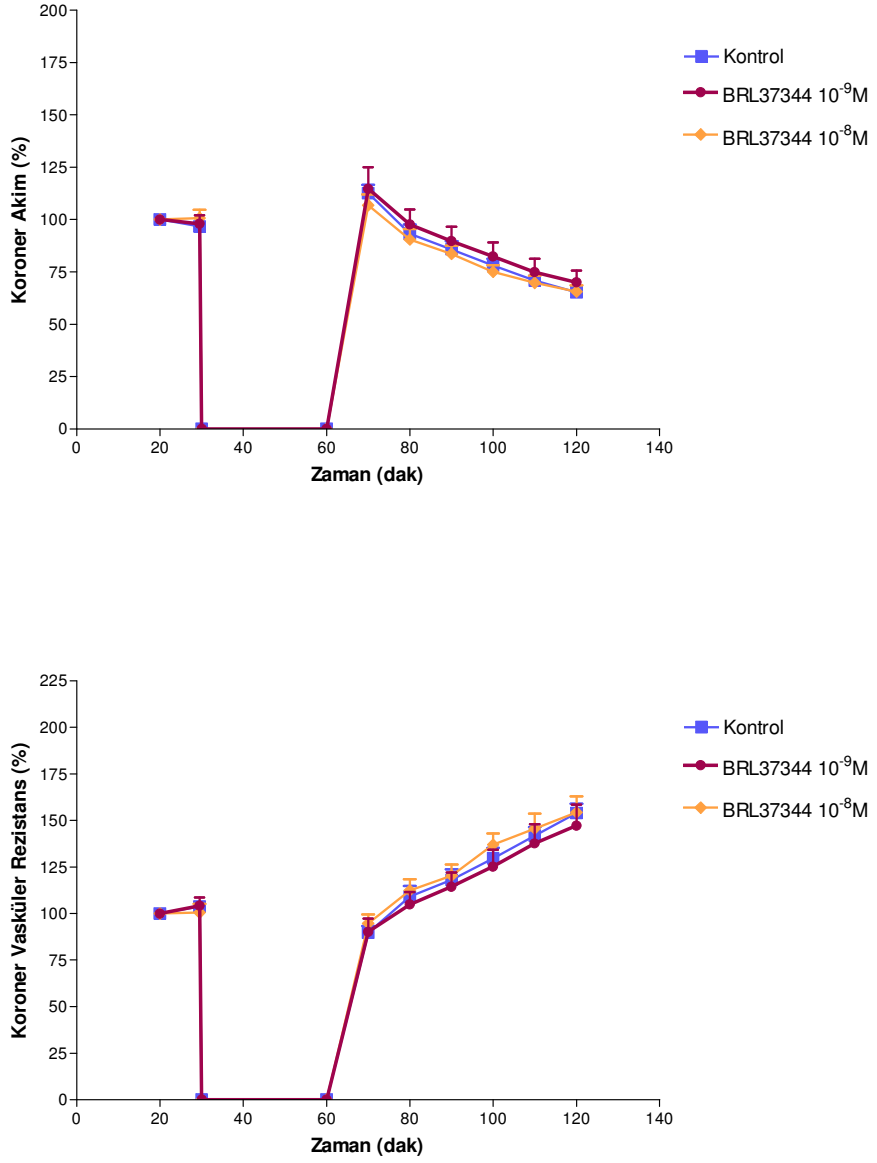 200
175
150
125
100
75
50
25
0
Koroner Akim (%)
0 20 40 60 80 100 120 140
Zaman (dak)
Kontrol
BRL37344 10⁻⁹M
BRL37344 10⁻⁸M
225
200
175
150
125
100
75
50
25
0
Koroner Vasküler Rezistans (%)
0 20 40 60 80 100 120 140
Zaman (dak)
Kontrol
BRL37344 10⁻⁹M
BRL37344 10⁻⁸M